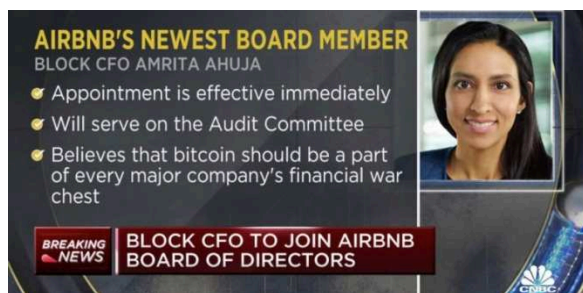 AIRBNB'S NEWEST BOARD MEMBER
BLOCK CFO AMRITA AHUJA
Appointment is effective immediately
Will serve on the Audit Committee
Believes that bitcoin should be a part
of every major company's financial war
chest
BREAKING
NEWS
BLOCK CFO TO JOIN AIRBNB
BOARD OF DIRECTORS
CNBC